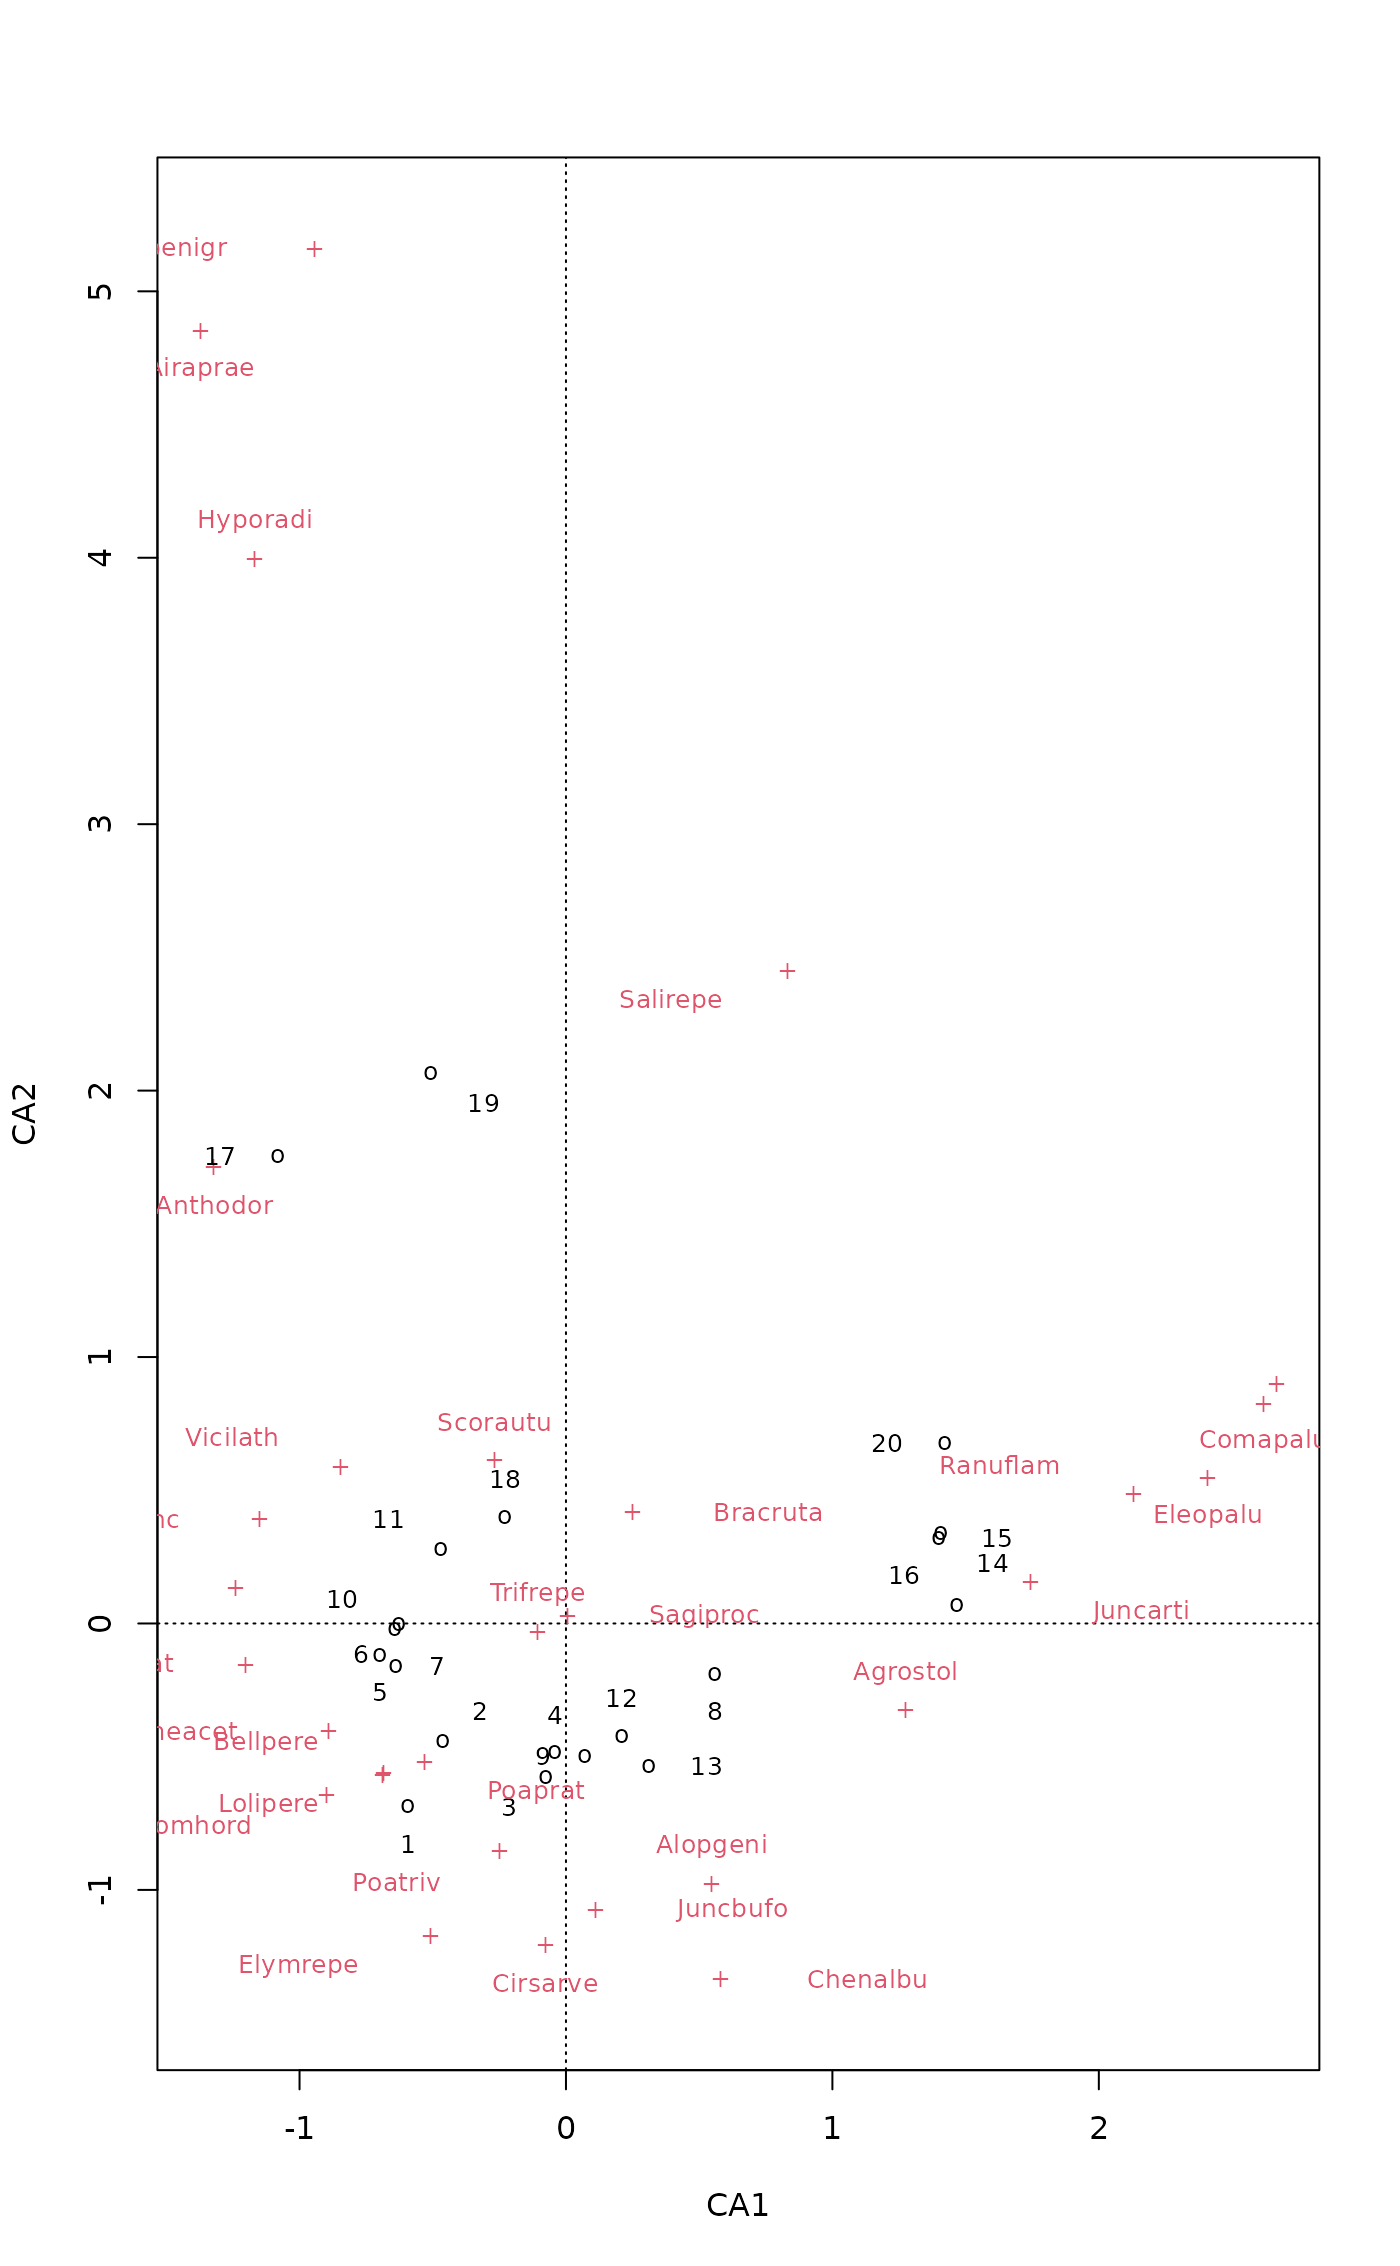 enigr
5
Airaprae
Hyporadi
4
3
Salirepe
2
19
17
CA2
Anthodor
1
Scorautu
Vicilath
20
Comapalu
Ranuflam
18
Bracruta
Eleopalu
nc
11
15
14
16
Trifrepe
10
Sagiproc
Juncarti
0
6
7
at
Agrostol
5
12
2
4
8
neacet
Bellpere
9
13
Poaprat
Lolipere
3
omhord
1
Alopgeni
Poatriv
-1
Juncbufo
Elymrepe
Cirsarve
Chenalbu
-1 0 1 2
CA1